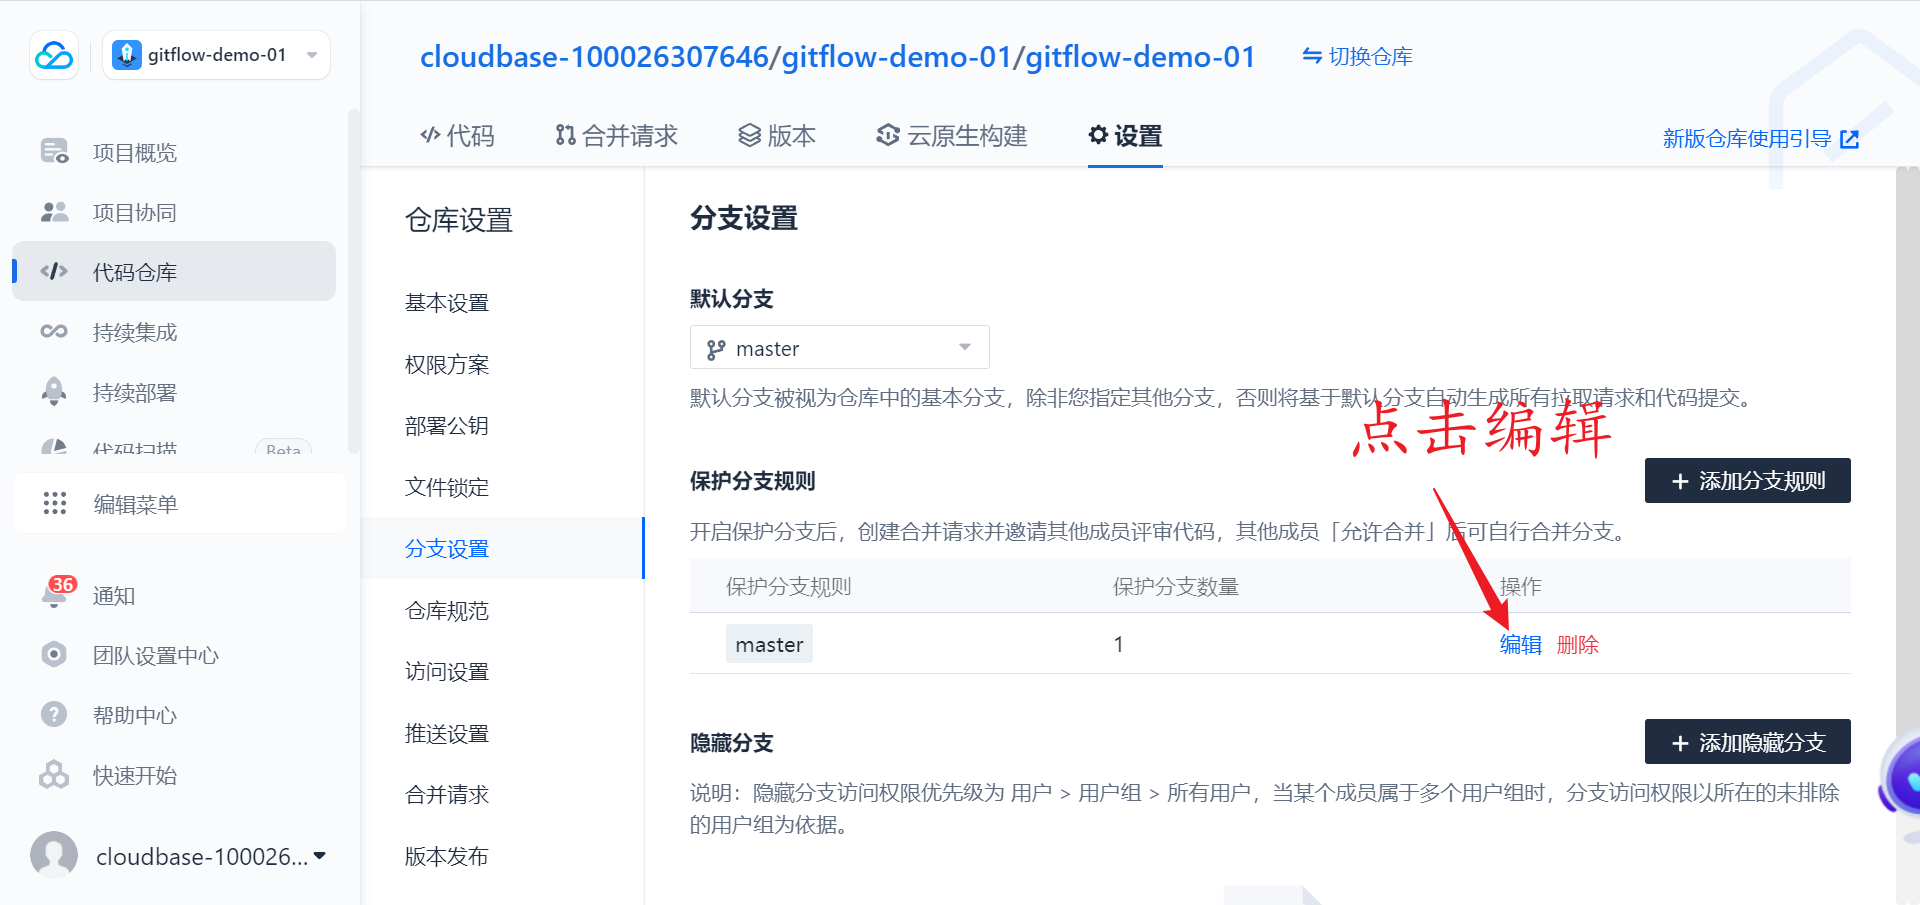 gitflow-demo-01
项目概览
项目协同
代码仓库
持续集成
持续部署
代码扫描 Beta
编辑菜单
36
通知
团队设置中心
帮助中心
快速开始
cloudbase-100026...
cloudbase-100026307646/gitflow-demo-01/gitflow-demo-01
切换仓库
代码 合并请求 版本 云原生构建 设置
新版仓库使用引导
仓库设置
基本设置
权限方案
部署公钥
文件锁定
分支设置
仓库规范
访问设置
推送设置
合并请求
版本发布
分支设置
默认分支
master
默认分支被视为仓库中的基本分支，除非您指定其他分支，否则将基于默认分支自动生成所有拉取请求和代码提交。
点击编辑
保护分支规则
+ 添加分支规则
开启保护分支后，创建合并请求并邀请其他成员评审代码，其他成员「允许合并」后可自行合并分支。
保护分支规则 保护分支数量 操作
master 1 编辑 删除
隐藏分支
+ 添加隐藏分支
说明：隐藏分支访问权限优先级为 用户 > 用户组 > 所有用户，当某个成员属于多个用户组时，分支访问权限以所在的未排除
的用户组为依据。